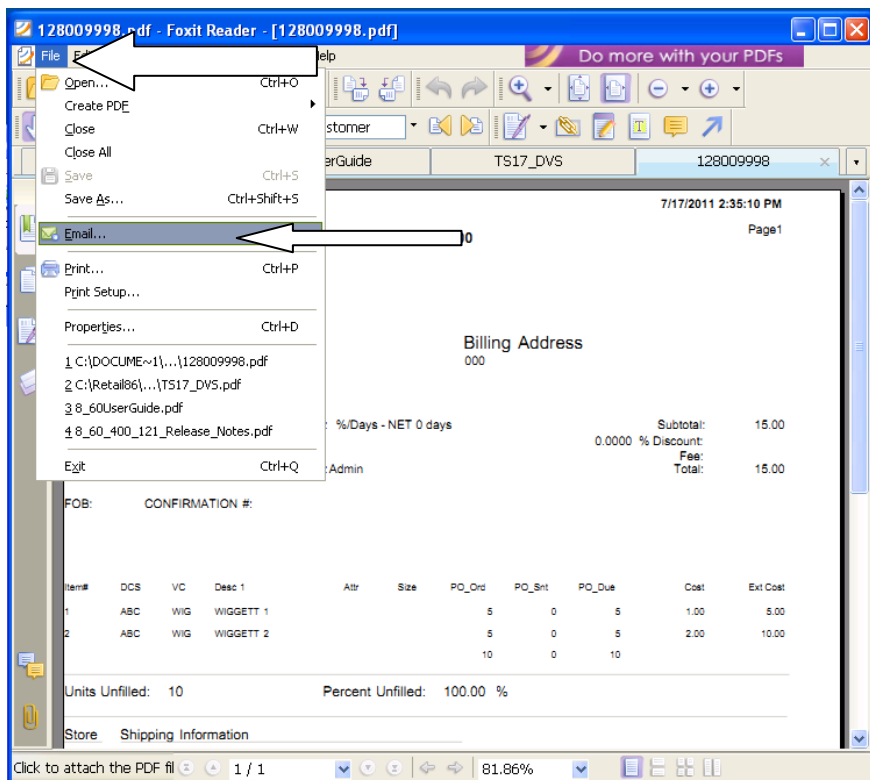 128009998.pdf - Foxit Reader - [128009998.pdf]
File
elp
Do more with your PDFs
Open... Ctrl+O
Create PDF
Close Ctrl+W
Close All
Save Ctrl+S
Save As... Ctrl+Shift+S
Email...
Print... Ctrl+P
Print Setup...
Properties... Ctrl+D
1 C:\DOCUME~1\...\128009998.pdf
2 C:\Retail86\...\TS17_DVS.pdf
3 8_60UserGuide.pdf
4 8_60_400_121_Release_Notes.pdf
Exit Ctrl+Q
stomer
erGuide TS17_DVS 128009998
7/17/2011 2:35:10 PM
Page1
Billing Address
000
: %/Days - NET 0 days Subtotal: 15.00
0.0000 % Discount:
Fee:
:Admin Total: 15.00
FOB: CONFIRMATION #:
Item# DCS VC Desc 1 Attr Size PO_Ord PO_Snt PO_Due Cost Ext Cost
1 ABC WIG WIGGETT 1 5 0 5 1.00 5.00
2 ABC WIG WIGGETT 2 5 0 5 2.00 10.00
10 0 10
Units Unfilled: 10 Percent Unfilled: 100.00 %
Store Shipping Information
Click to attach the PDF fil 1 / 1 81.86%